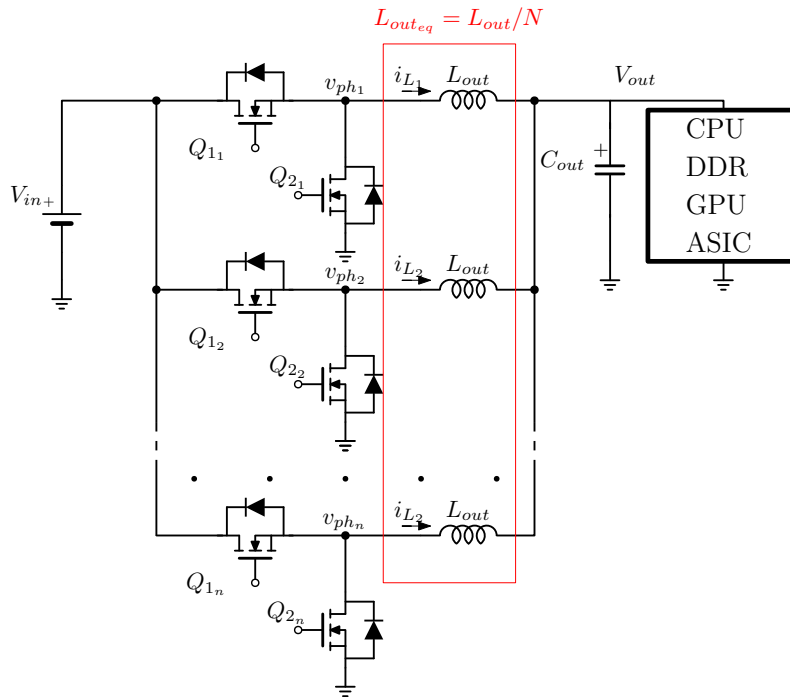 L_{out_{eq}} = L_{out}/N
v_{ph_1} i_{L_1} L_{out} V_{out}
Q_{1_1}
Q_{2_1}
V_{in} +
C_{out} +
CPU
DDR
GPU
ASIC
v_{ph_2} i_{L_2} L_{out}
Q_{1_2}
Q_{2_2}
v_{ph_n} i_{L_2} L_{out}
Q_{1_n}
Q_{2_n}